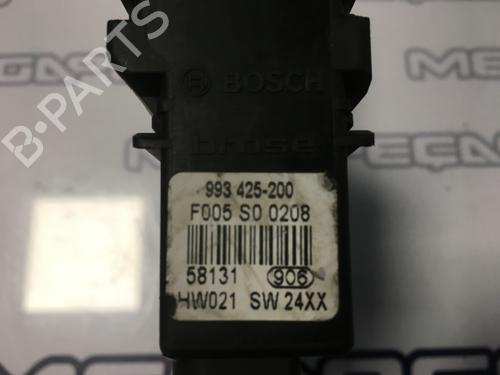 BOSCH
brose
993 425-200
F005 S0 0208
58131 906
HW021 SW 24XX
B-PARTS